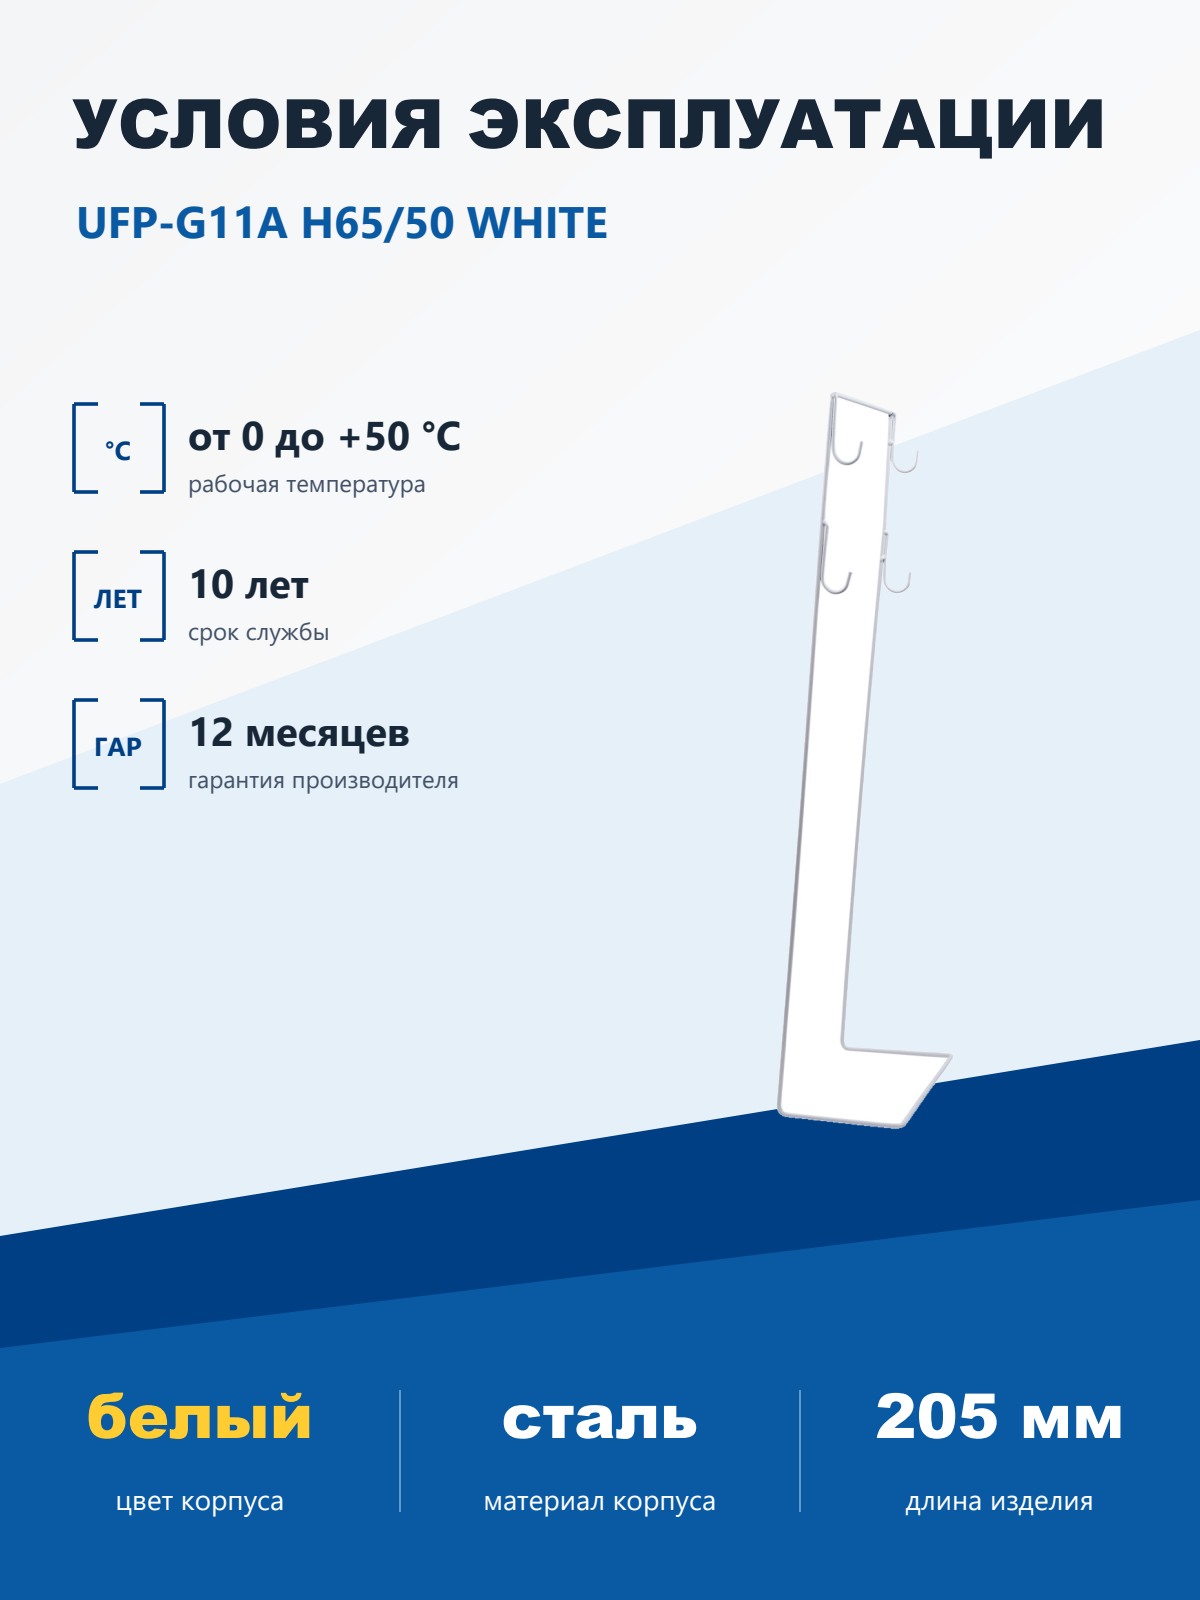 УСЛОВИЯ ЭКСПЛУАТАЦИИ
UFP-G11A H65/50 WHITE
°C
от 0 до +50 °C
рабочая температура
ЛЕТ
10 лет
срок службы
ГАР
12 месяцев
гарантия производителя
белый
цвет корпуса
сталь
материал корпуса
205 мм
длина изделия